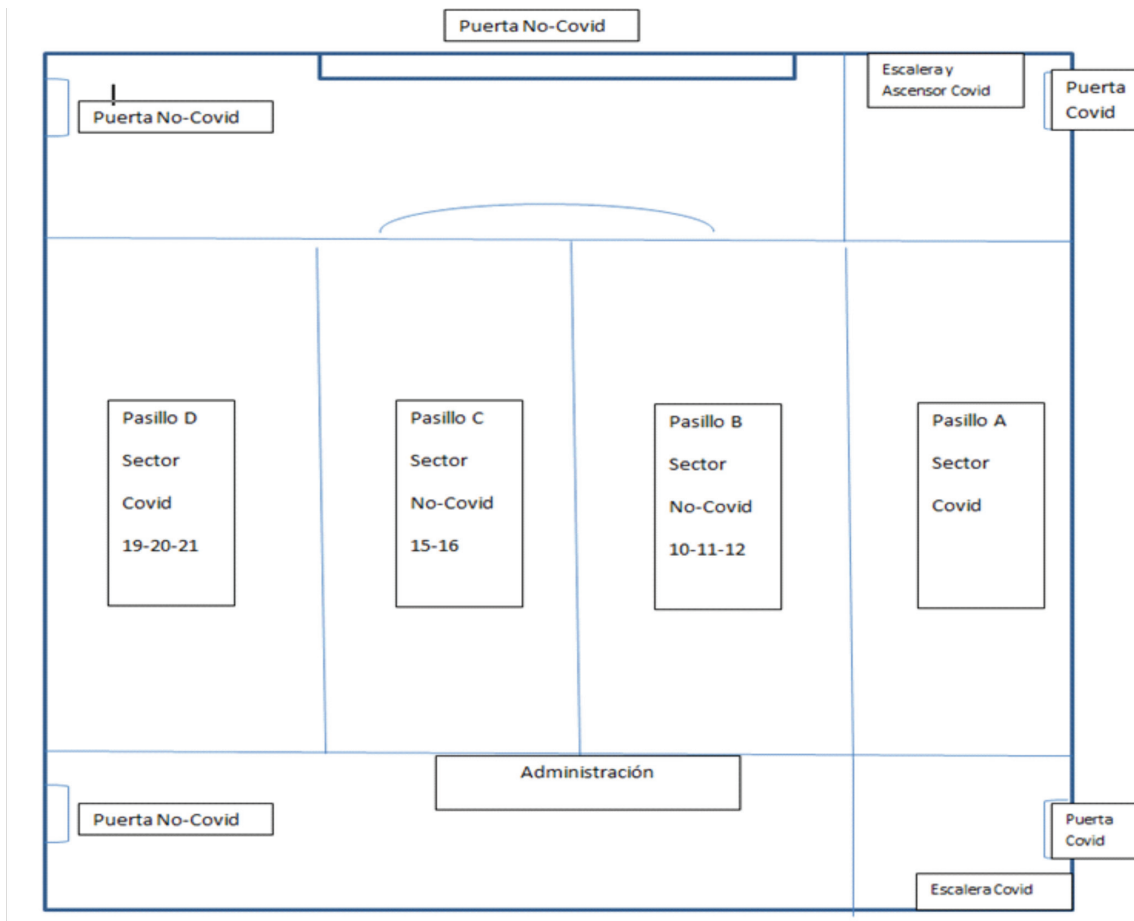 Puerta No-Covid
Escalera y
Ascensor Covid
Puerta
Covid
Puerta No-Covid
Pasillo D
Sector
Covid
19-20-21
Pasillo C
Sector
No-Covid
15-16
Pasillo B
Sector
No-Covid
10-11-12
Pasillo A
Sector
Covid
Administración
Puerta No-Covid
Puerta
Covid
Escalera Covid